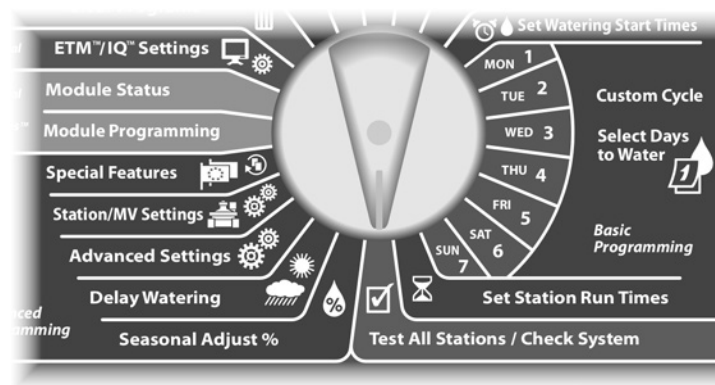 ETM™/IQ™ Settings
Module Status
Module Programming
Special Features
Station/MV Settings
Advanced Settings
Delay Watering
Seasonal Adjust %
%
Set Watering Start Times
MON 1
TUE 2
WED 3
THU 4
FRI 5
SAT 6
SUN 7
Custom Cycle
Select Days
to Water
1
Basic
Programming
Set Station Run Times
Test All Stations / Check System